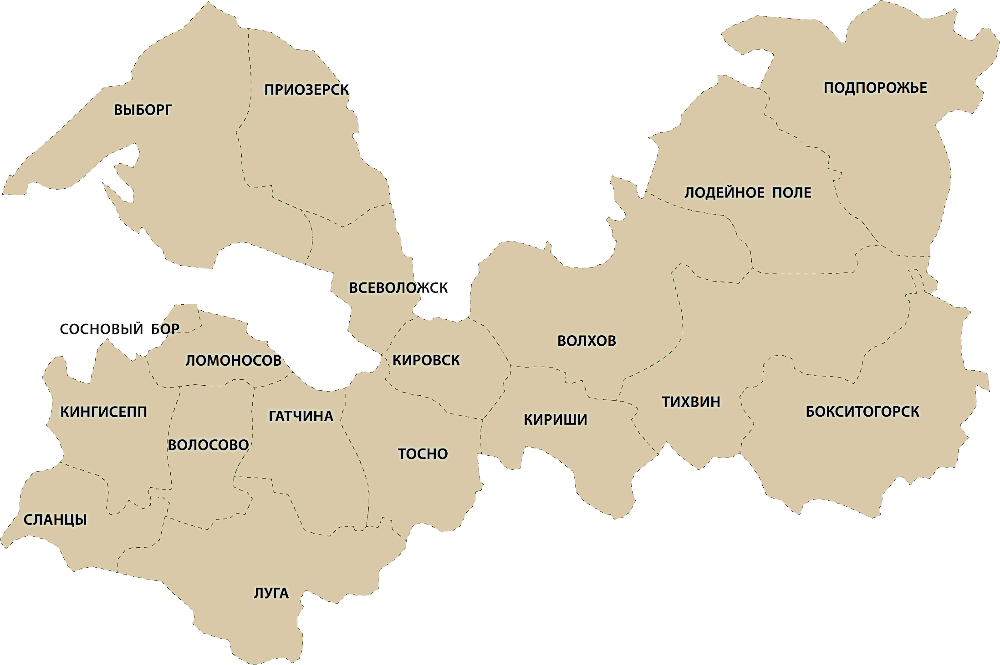 ПОДПОРОЖЬЕ
ПРИОЗЕРСК
ВЫБОРГ
ЛОДЕЙНОЕ ПОЛЕ
ВСЕВОЛОЖСК
СОСНОВЫЙ БОР
ВОЛХОВ
ЛОМОНОСОВ
КИРОВСК
ТИХВИН
КИНГИСЕПП
БОКСИТОГОРСК
ГАТЧИНА
КИРИШИ
ВОЛОСОВО
ТОСНО
СЛАНЦЫ
ЛУГА